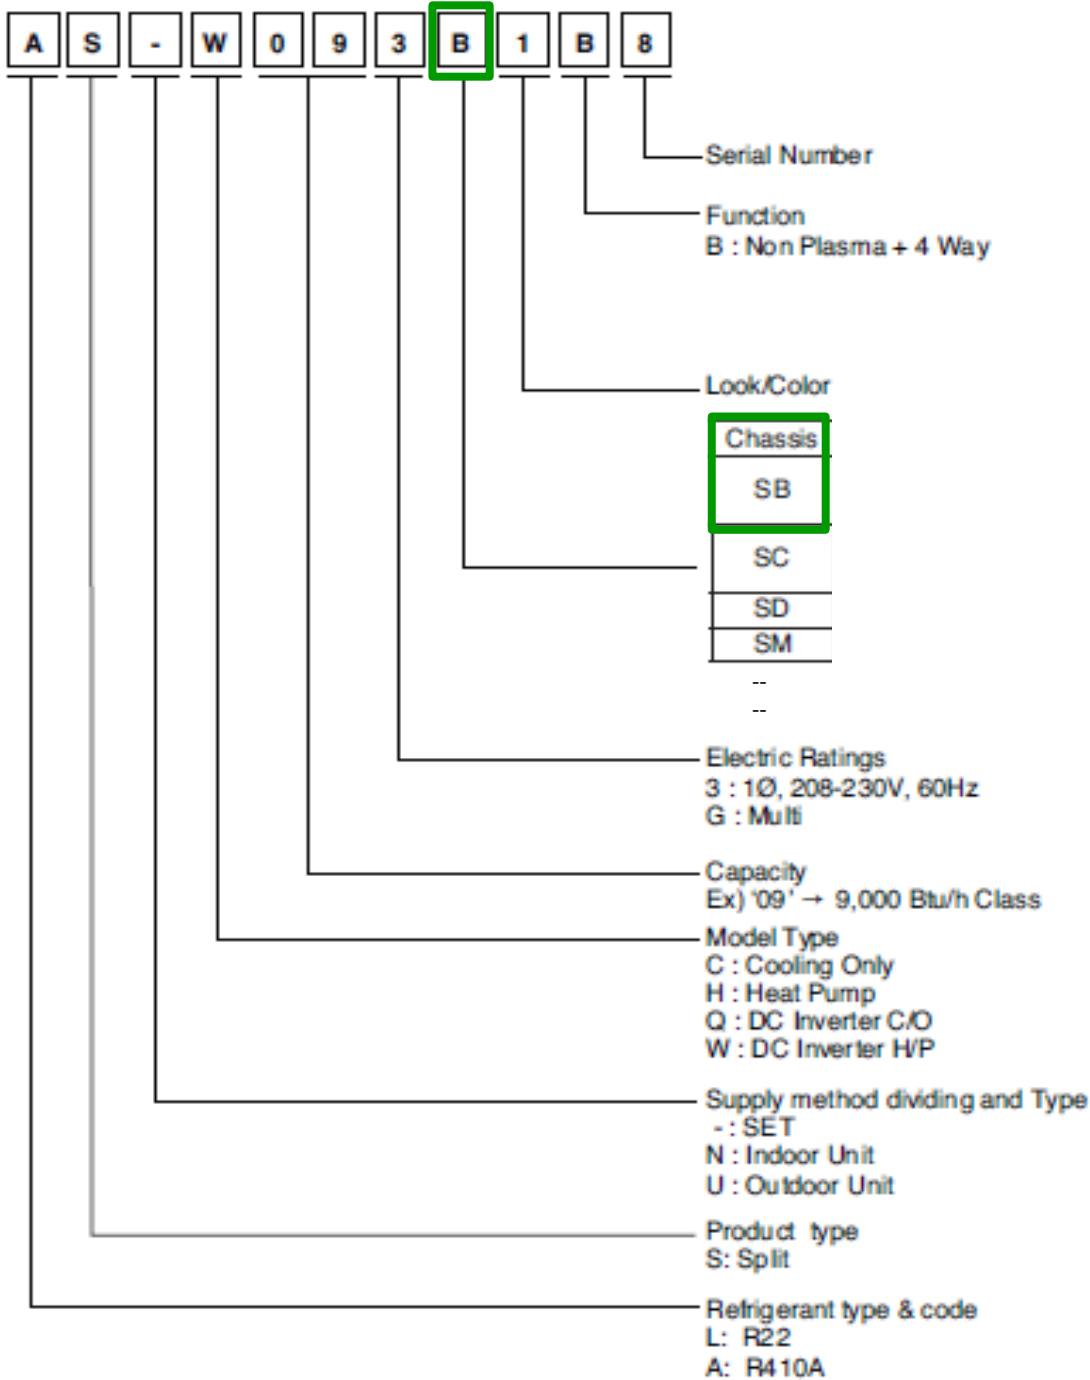 A S - W 0 9 3 B 1 B 8
Serial Number
Function
B : Non Plasma + 4 Way
Look/Color
Chassis
SB
SC
SD
SM
--
--
Electric Ratings
3 : 1Ø, 208-230V, 60Hz
G : Multi
Capacity
Ex) '09' → 9,000 Btu/h Class
Model Type
C : Cooling Only
H : Heat Pump
Q : DC Inverter C/O
W : DC Inverter H/P
Supply method dividing and Type
- : SET
N : Indoor Unit
U : Outdoor Unit
Product type
S: Split
Refrigerant type & code
L: R22
A: R410A